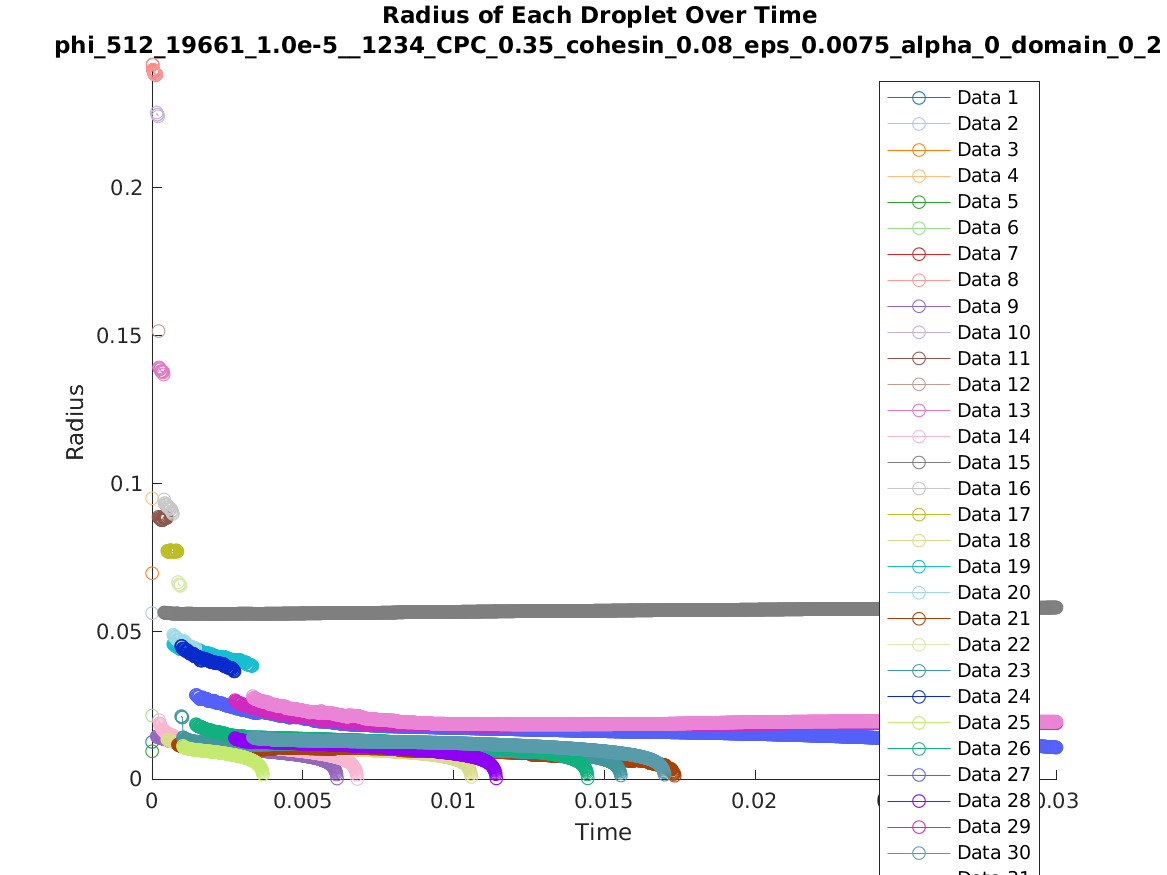 Radius of Each Droplet Over Time
phi_512_19661_1.0e-5__1234_CPC_0.35_cohesin_0.08_eps_0.0075_alpha_0_domain_0_2
Radius
0.2
0.15
0.1
0.05
0
0
0.005
0.01
0.015
0.02
0.03
Time
Data 1
Data 2
Data 3
Data 4
Data 5
Data 6
Data 7
Data 8
Data 9
Data 10
Data 11
Data 12
Data 13
Data 14
Data 15
Data 16
Data 17
Data 18
Data 19
Data 20
Data 21
Data 22
Data 23
Data 24
Data 25
Data 26
Data 27
Data 28
Data 29
Data 30